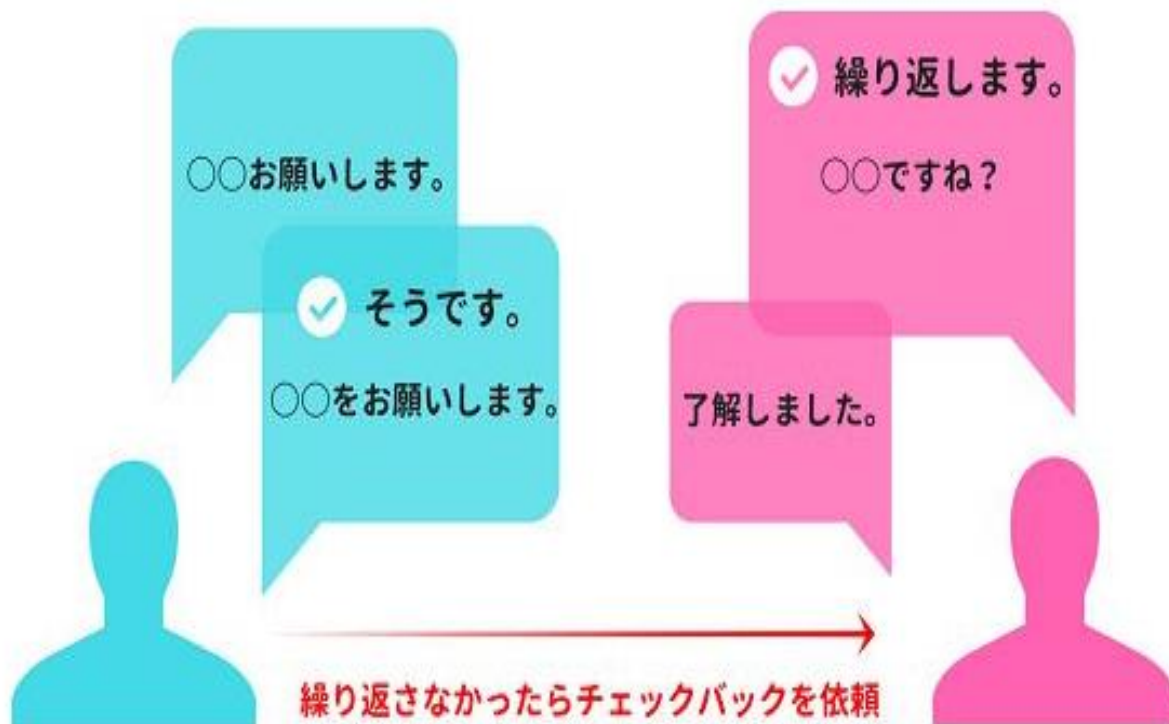 ○○お願いします。
繰り返します。
○○ですね？
そうです。
○○をお願いします。
了解しました。
繰り返さなかったらチェックバックを依頼